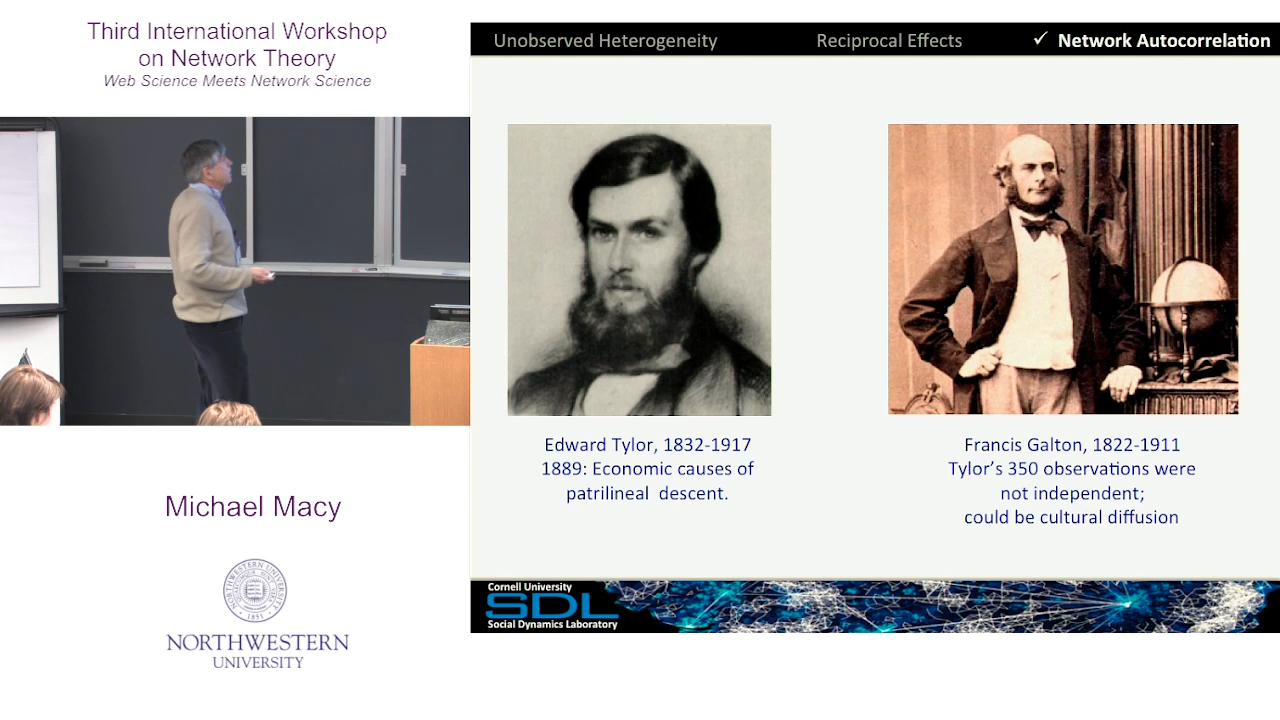 Third International Workshop
on Network Theory
Web Science Meets Network Science
Michael Macy
1851
NORTHWESTERN
UNIVERSITY
Unobserved Heterogeneity
Reciprocal Effects
✓ Network Autocorrelation
Edward Tylor, 1832-1917
1889: Economic causes of
patrilineal descent.
Francis Galton, 1822-1911
Tylor's 350 observations were
not independent;
could be cultural diffusion
Cornell University
SDL
Social Dynamics Laboratory